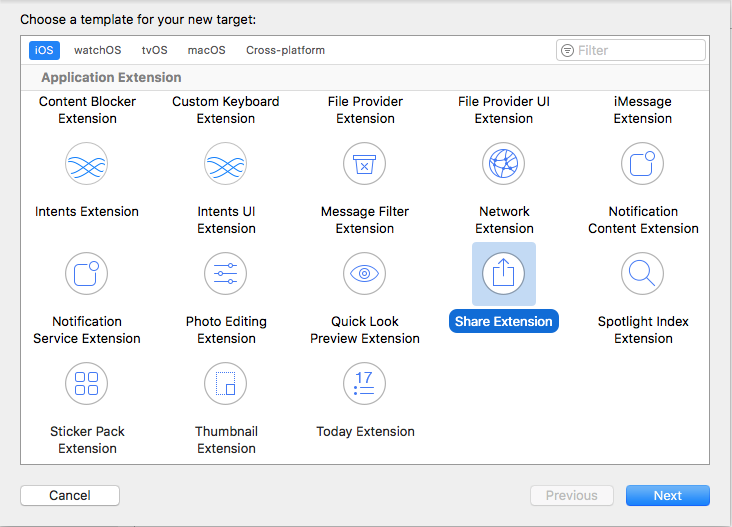 Choose a template for your new target:
iOS watchOS tvOS macOS Cross-platform Filter
Application Extension
Content Blocker Extension
Custom Keyboard Extension
File Provider Extension
File Provider UI Extension
iMessage Extension
Intents Extension
Intents UI Extension
Message Filter Extension
Network Extension
Notification Content Extension
Notification Service Extension
Photo Editing Extension
Quick Look Preview Extension
Share Extension
Spotlight Index Extension
17
Sticker Pack Extension
Thumbnail Extension
Today Extension
Cancel Previous Next